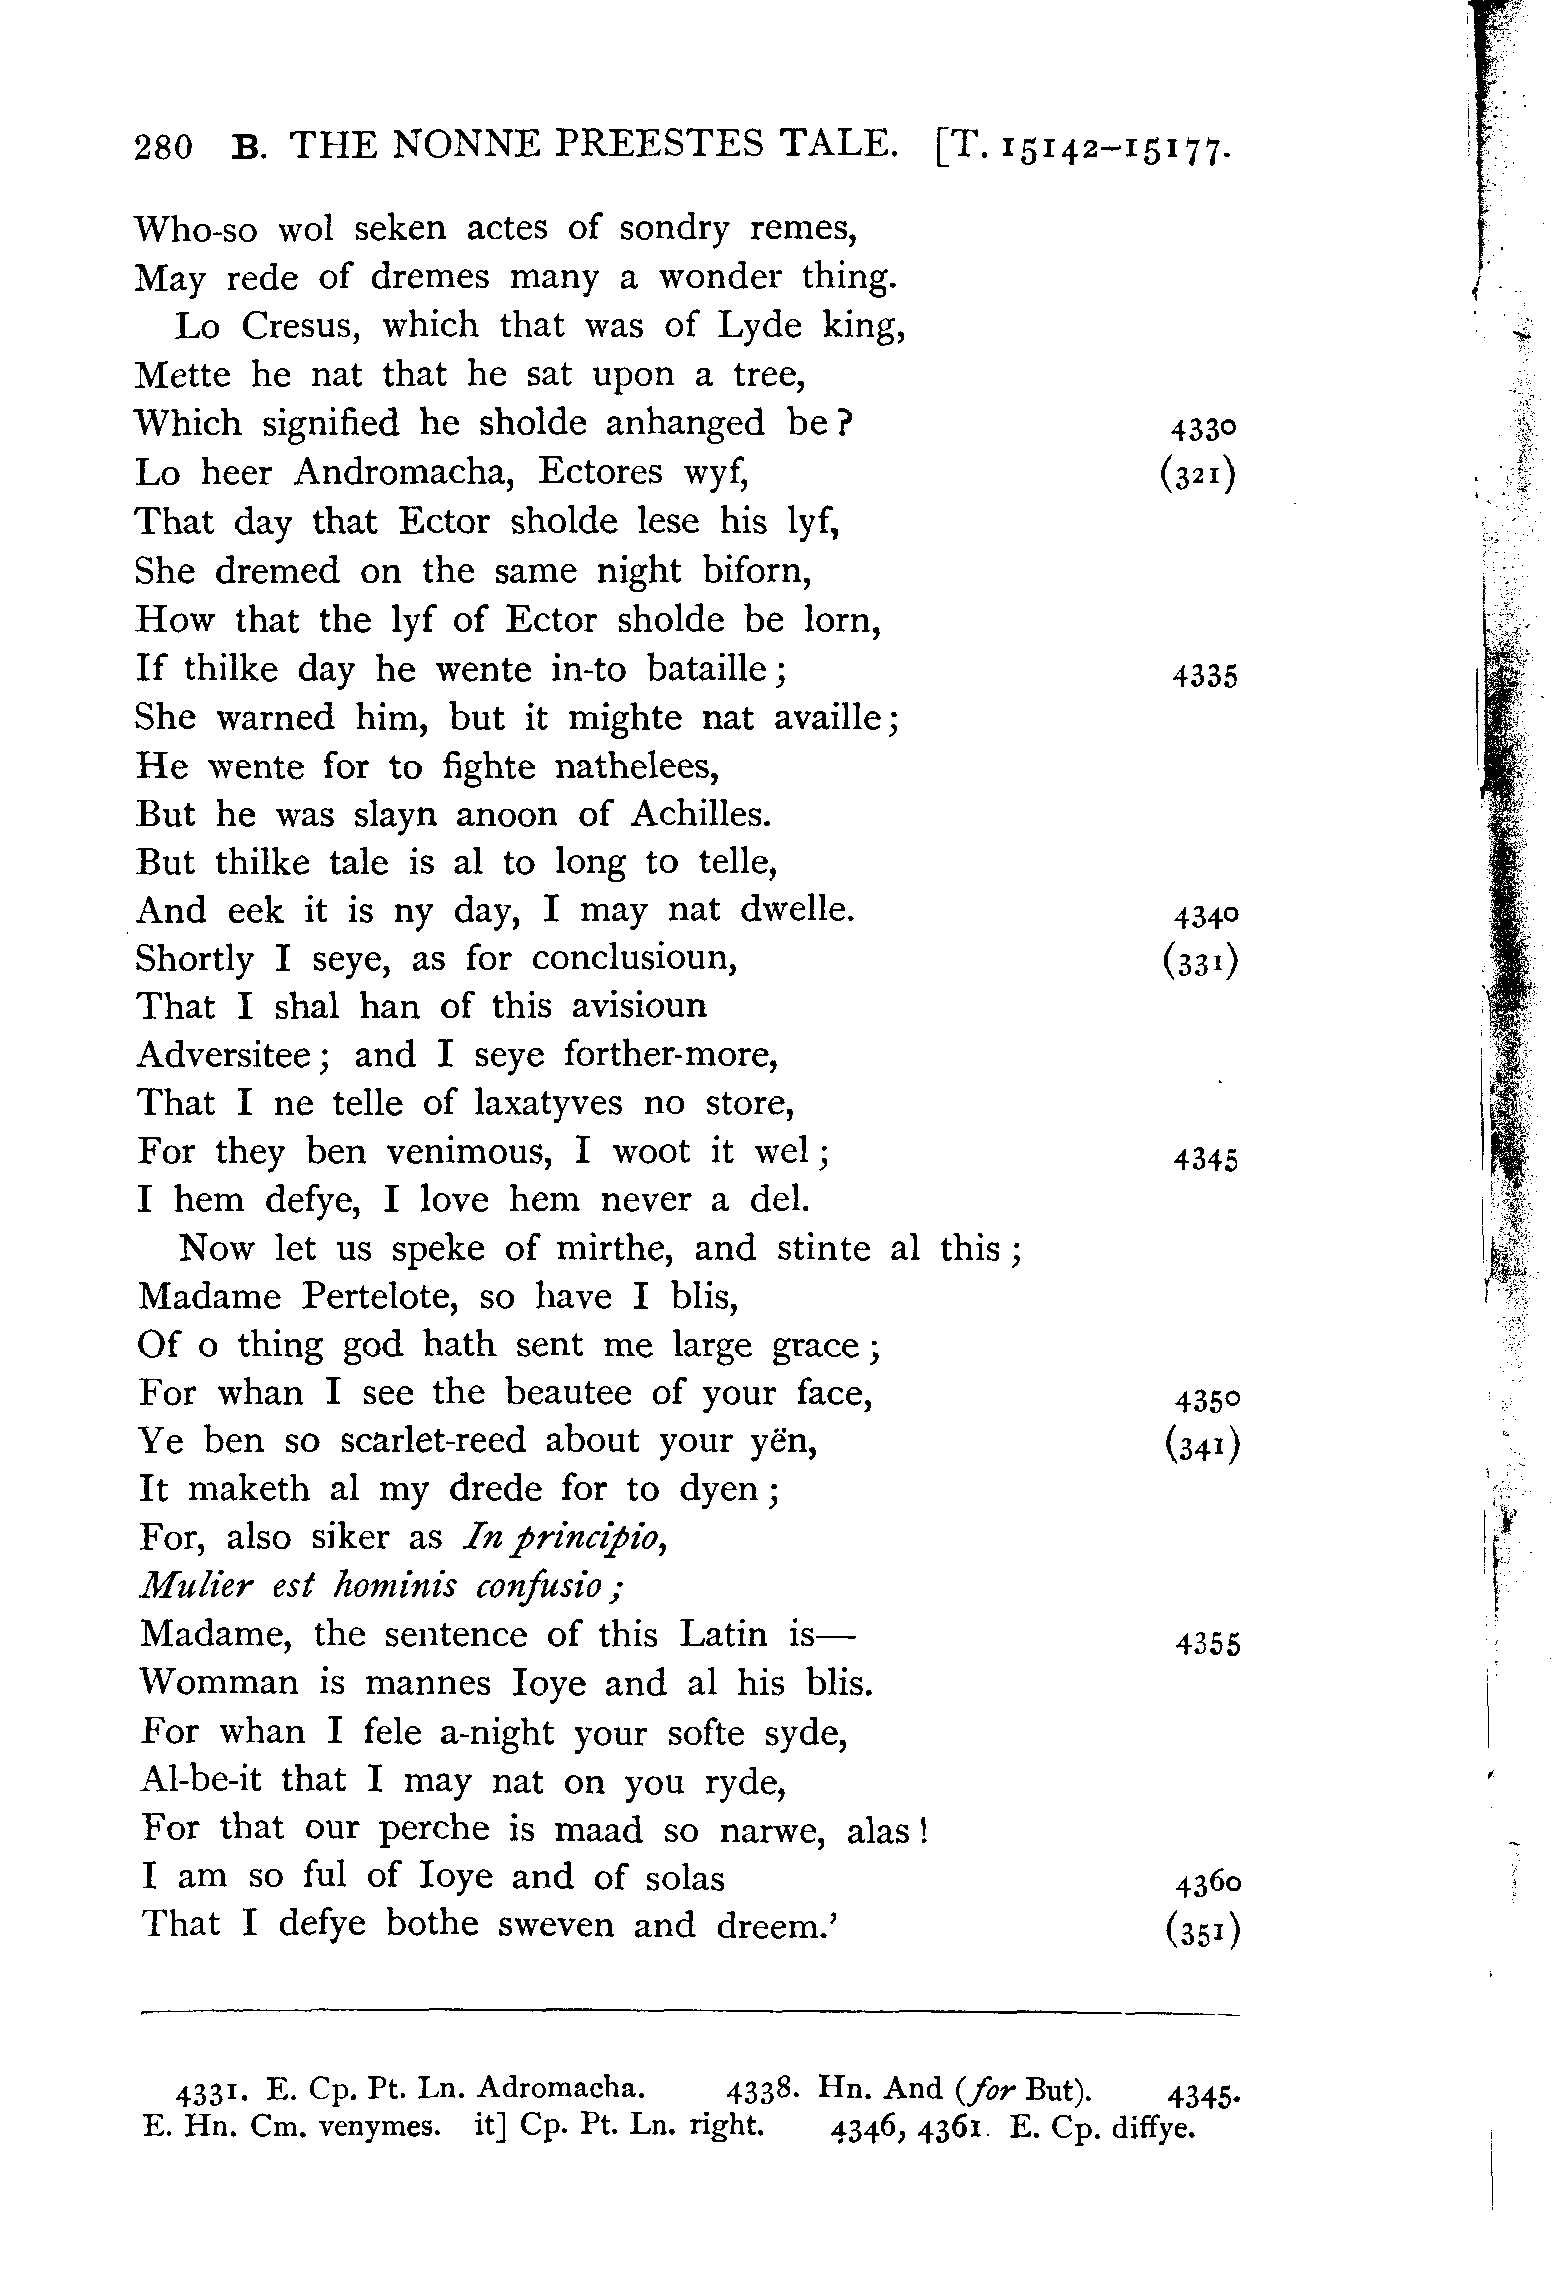 280 B. THE NONNE PREESTES TALE. [T. 15142–15177.
Who-so wol seken actes of sondry remes,
May rede of dremes many a wonder thing.
Lo Cresus, which that was of Lyde king,
Mette he nat that he sat upon a tree,
Which signified he sholde anhanged be? 4330
Lo heer Andromacha, Ectores wyf, (321)
That day that Ector sholde lese his lyf,
She dremed on the same night biforn,
How that the lyf of Ector sholde be lorn,
If thilke day he wente in-to bataille; 4335
She warned him, but it mighte nat availle;
He wente for to fighte nathelees,
But he was slayn anoon of Achilles.
But thilke tale is al to long to telle,
And eek it is ny day, I may nat dwelle. 4340
Shortly I seye, as for conclusioun, (331)
That I shal han of this avisioun
Adversitee; and I seye forther-more,
That I ne telle of laxatyves no store,
For they ben venimous, I woot it wel; 4345
I hem defye, I love hem never a del.
Now let us speke of mirthe, and stinte al this;
Madame Pertelote, so have I blis,
Of o thing god hath sent me large grace;
For whan I see the beautee of your face, 4350
Ye ben so scarlet-reed about your yën, (341)
It maketh al my drede for to dyen;
For, also siker as In principio,
Mulier est hominis confusio;
Madame, the sentence of this Latin is— 4355
Womman is mannes Ioye and al his blis.
For whan I fele a-night your softe syde,
Al-be-it that I may nat on you ryde,
For that our perche is maad so narwe, alas!
I am so ful of Ioye and of solas 4360
That I defye bothe sweven and dreem.' (351)
4331. E. Cp. Pt. Ln. Adromacha. 4338. Hn. And (for But). 4345.
E. Hn. Cm. venymes. it] Cp. Pt. Ln. right. 4346, 4361. E. Cp. diffye.